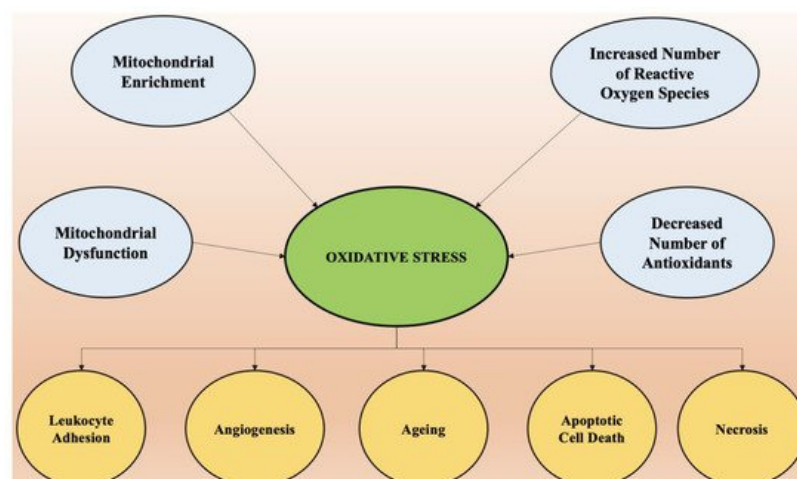 Mitochondrial
Enrichment
Increased Number
of Reactive
Oxygen Species
Mitochondrial
Dysfunction
OXIDATIVE STRESS
Decreased
Number of
Antioxidants
Leukocyte
Adhesion
Angiogenesis
Ageing
Apoptotic
Cell Death
Necrosis